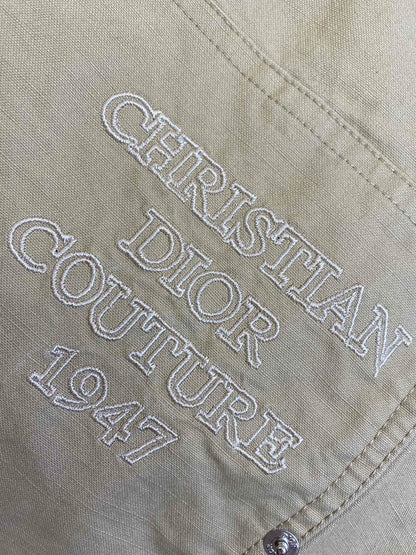 CHRISTIAN
DIOR
COUTURE
1947